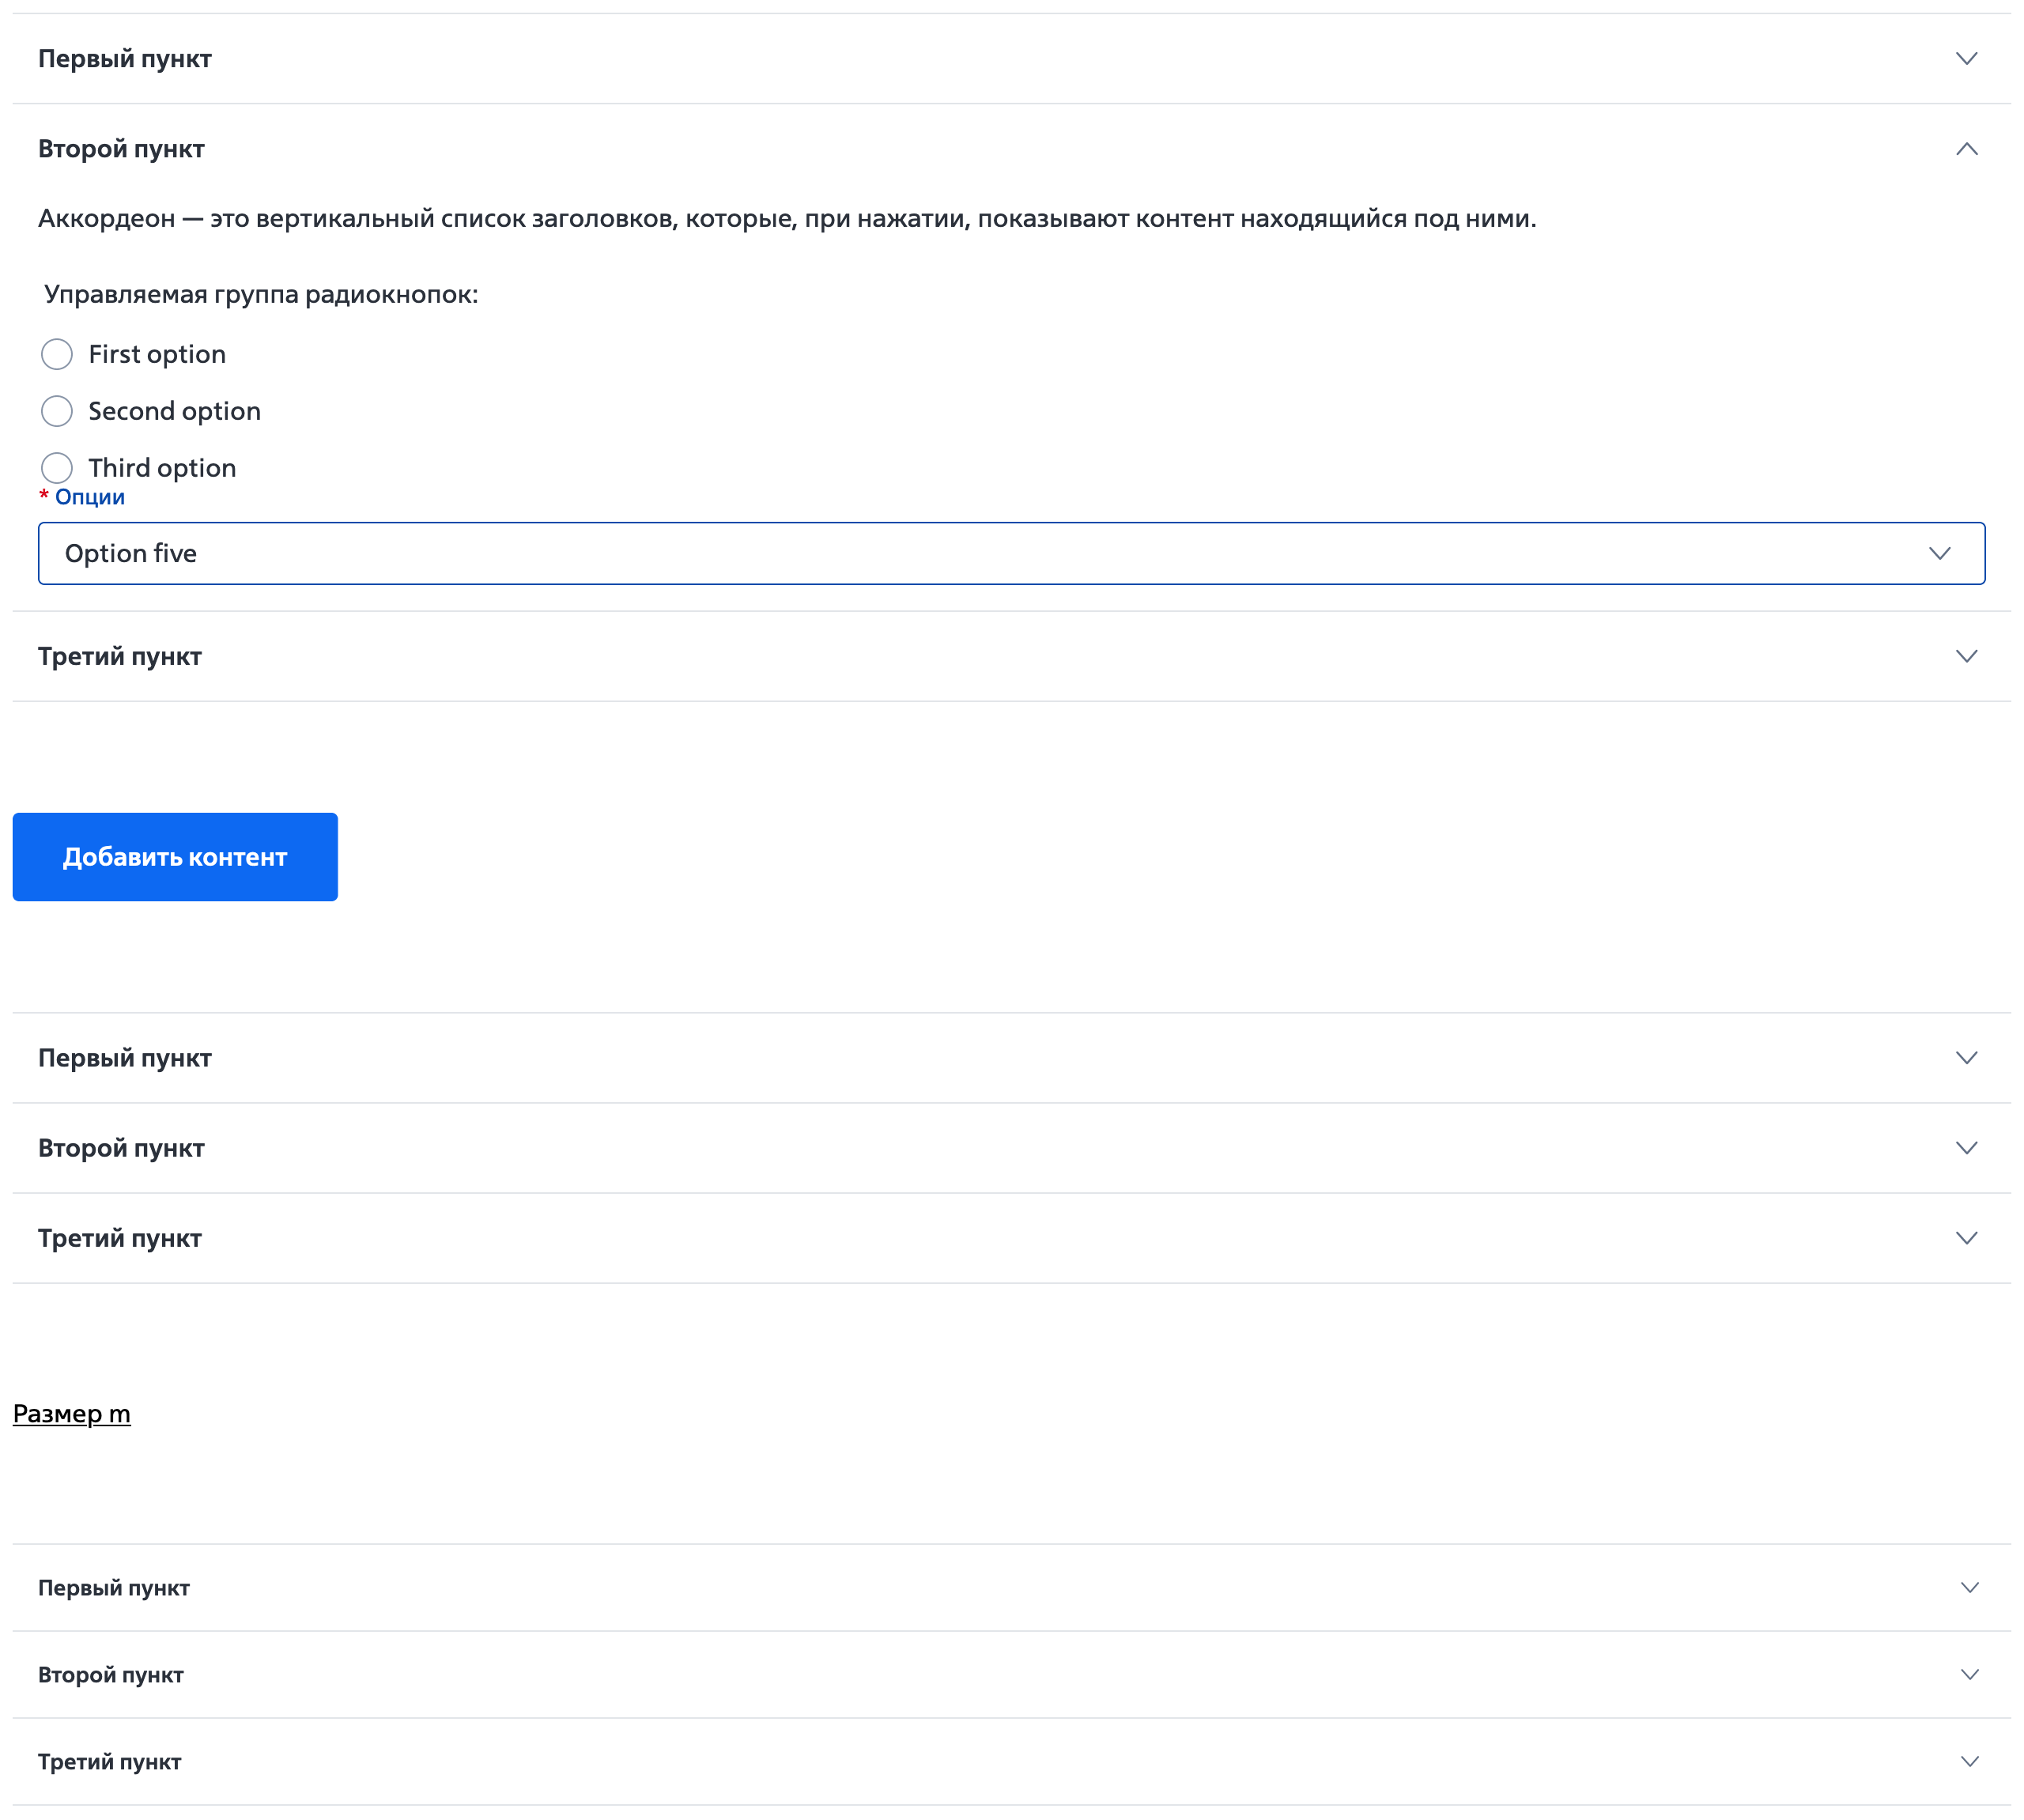 Первый пункт
Второй пункт
Аккордеон — это вертикальный список заголовков, которые, при нажатии, показывают контент находящийся под ними.
Управляемая группа радиокнопок:
First option
Second option
Third option
* Опции
Option five
Третий пункт
Добавить контент
Первый пункт
Второй пункт
Третий пункт
Размер m
Первый пункт
Второй пункт
Третий пункт